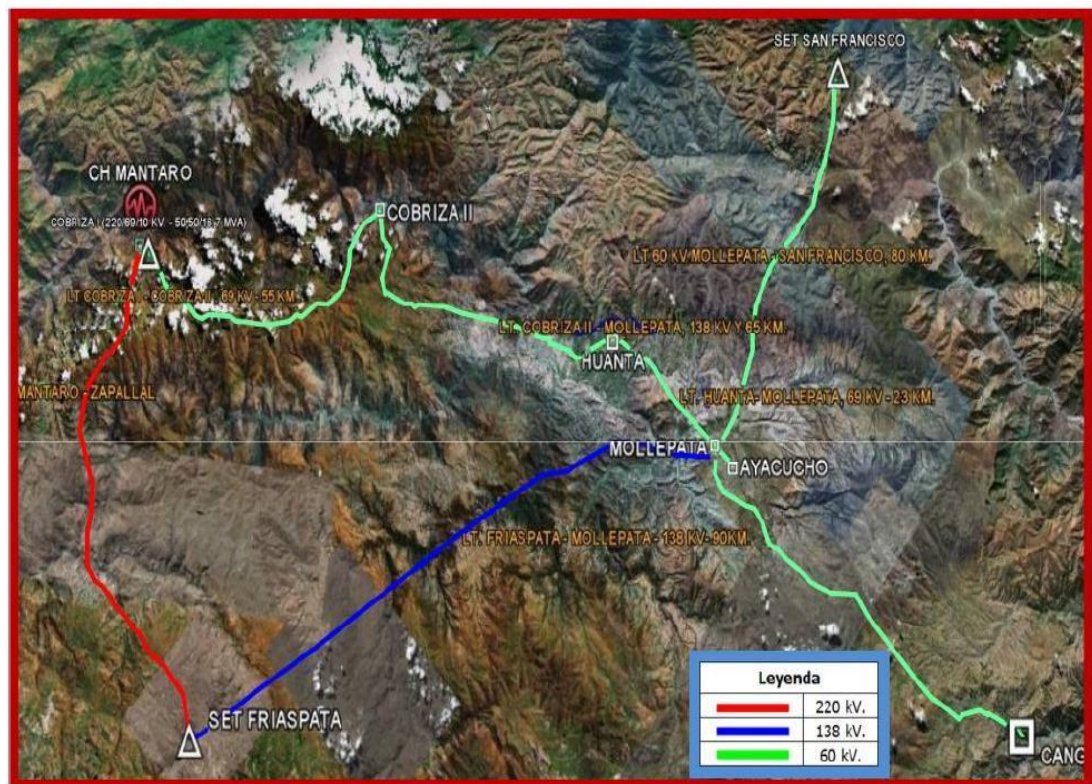 SET SAN FRANCISCO
CH MANTARO
COBRIZA I (220/69/10 KV. - 50/50/16.7 MVA)
COBRIZA II
LT 60 KV MOLLEPATA - SAN FRANCISCO, 80 KM.
LT COBRIZA I - COBRIZA II, 69 KV - 55 KM.
LT. COBRIZA II - MOLLEPATA, 138 KV Y 65 KM.
HUANTA
MANTARO - ZAPALLAL
LT. HUANTA- MOLLEPATA, 69 KV - 23 KM.
MOLLEPATA
AYACUCHO
LT. FRIASPATA - MOLLEPATA - 138 KV- 90KM.
SET FRIASPATA
CANG
Leyenda
220 kV.
138 kV.
60 kV.